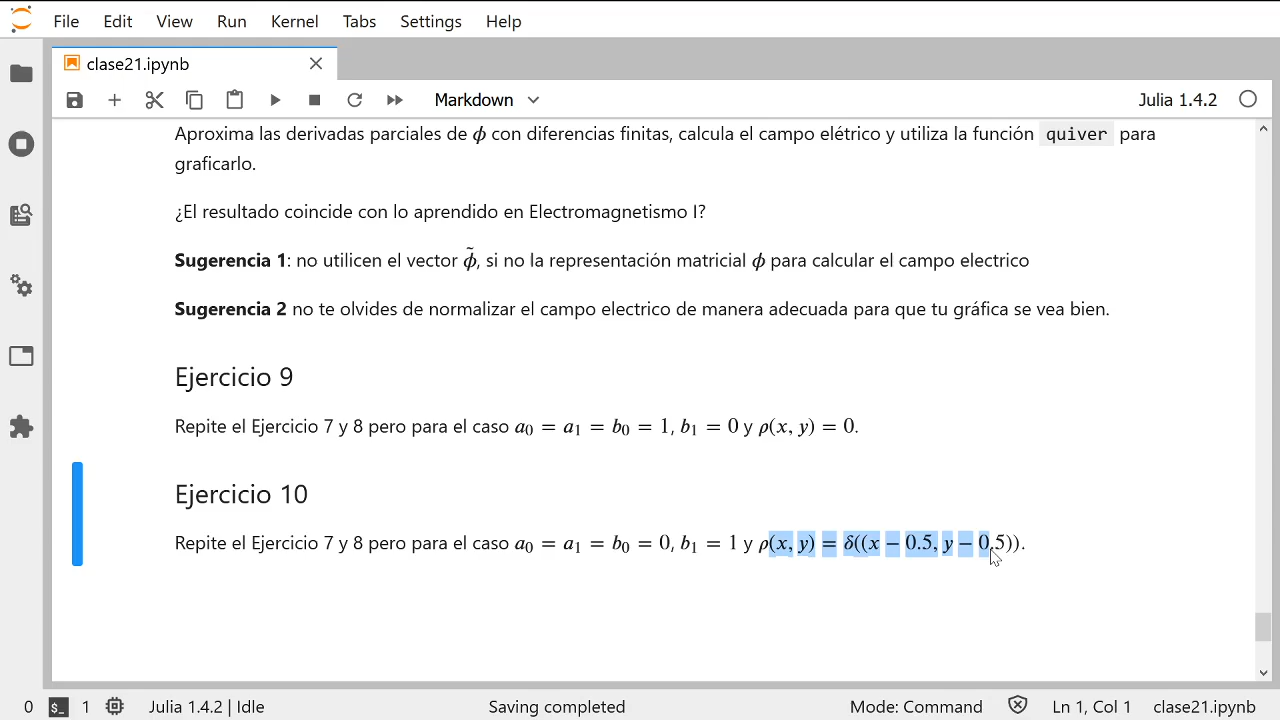 File Edit View Run Kernel Tabs Settings Help
clase21.ipynb
Markdown
Julia 1.4.2
Aproxima las derivadas parciales de ϕ con diferencias finitas, calcula el campo elétrico y utiliza la función quiver para
graficarlo.
¿El resultado coincide con lo aprendido en Electromagnetismo I?
Sugerencia 1: no utilicen el vector ϕ̃, si no la representación matricial ϕ para calcular el campo electrico
Sugerencia 2 no te olvides de normalizar el campo electrico de manera adecuada para que tu gráfica se vea bien.
Ejercicio 9
Repite el Ejercicio 7 y 8 pero para el caso a₀ = a₁ = b₀ = 1, b₁ = 0 y ρ(x, y) = 0.
Ejercicio 10
Repite el Ejercicio 7 y 8 pero para el caso a₀ = a₁ = b₀ = 0, b₁ = 1 y ρ(x, y) = δ((x − 0.5, y − 0.5)).
0 $_ 1 Julia 1.4.2 | Idle Saving completed Mode: Command Ln 1, Col 1 clase21.ipynb